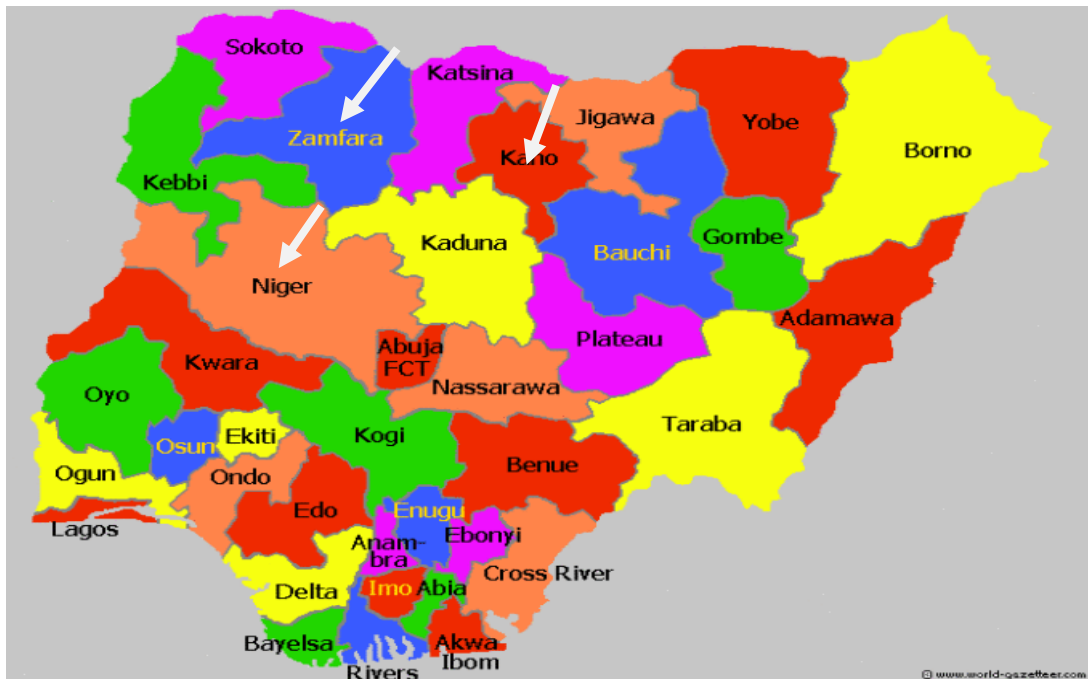 Sokoto
Katsina
Zamfara
Jigawa
Yobe
Kano
Borno
Kebbi
Kaduna
Gombe
Bauchi
Niger
Adamawa
Plateau
Abuja
FCT
Kwara
Nassarawa
Oyo
Taraba
Kogi
Ekiti
Osun
Benue
Ogun
Ondo
Edo
Enugu
Lagos
Ebonyi
Anam-
bra
Cross River
Delta
Imo
Abia
Bayelsa
Akwa
Ibom
Rivers
© www.world-gazetteer.com